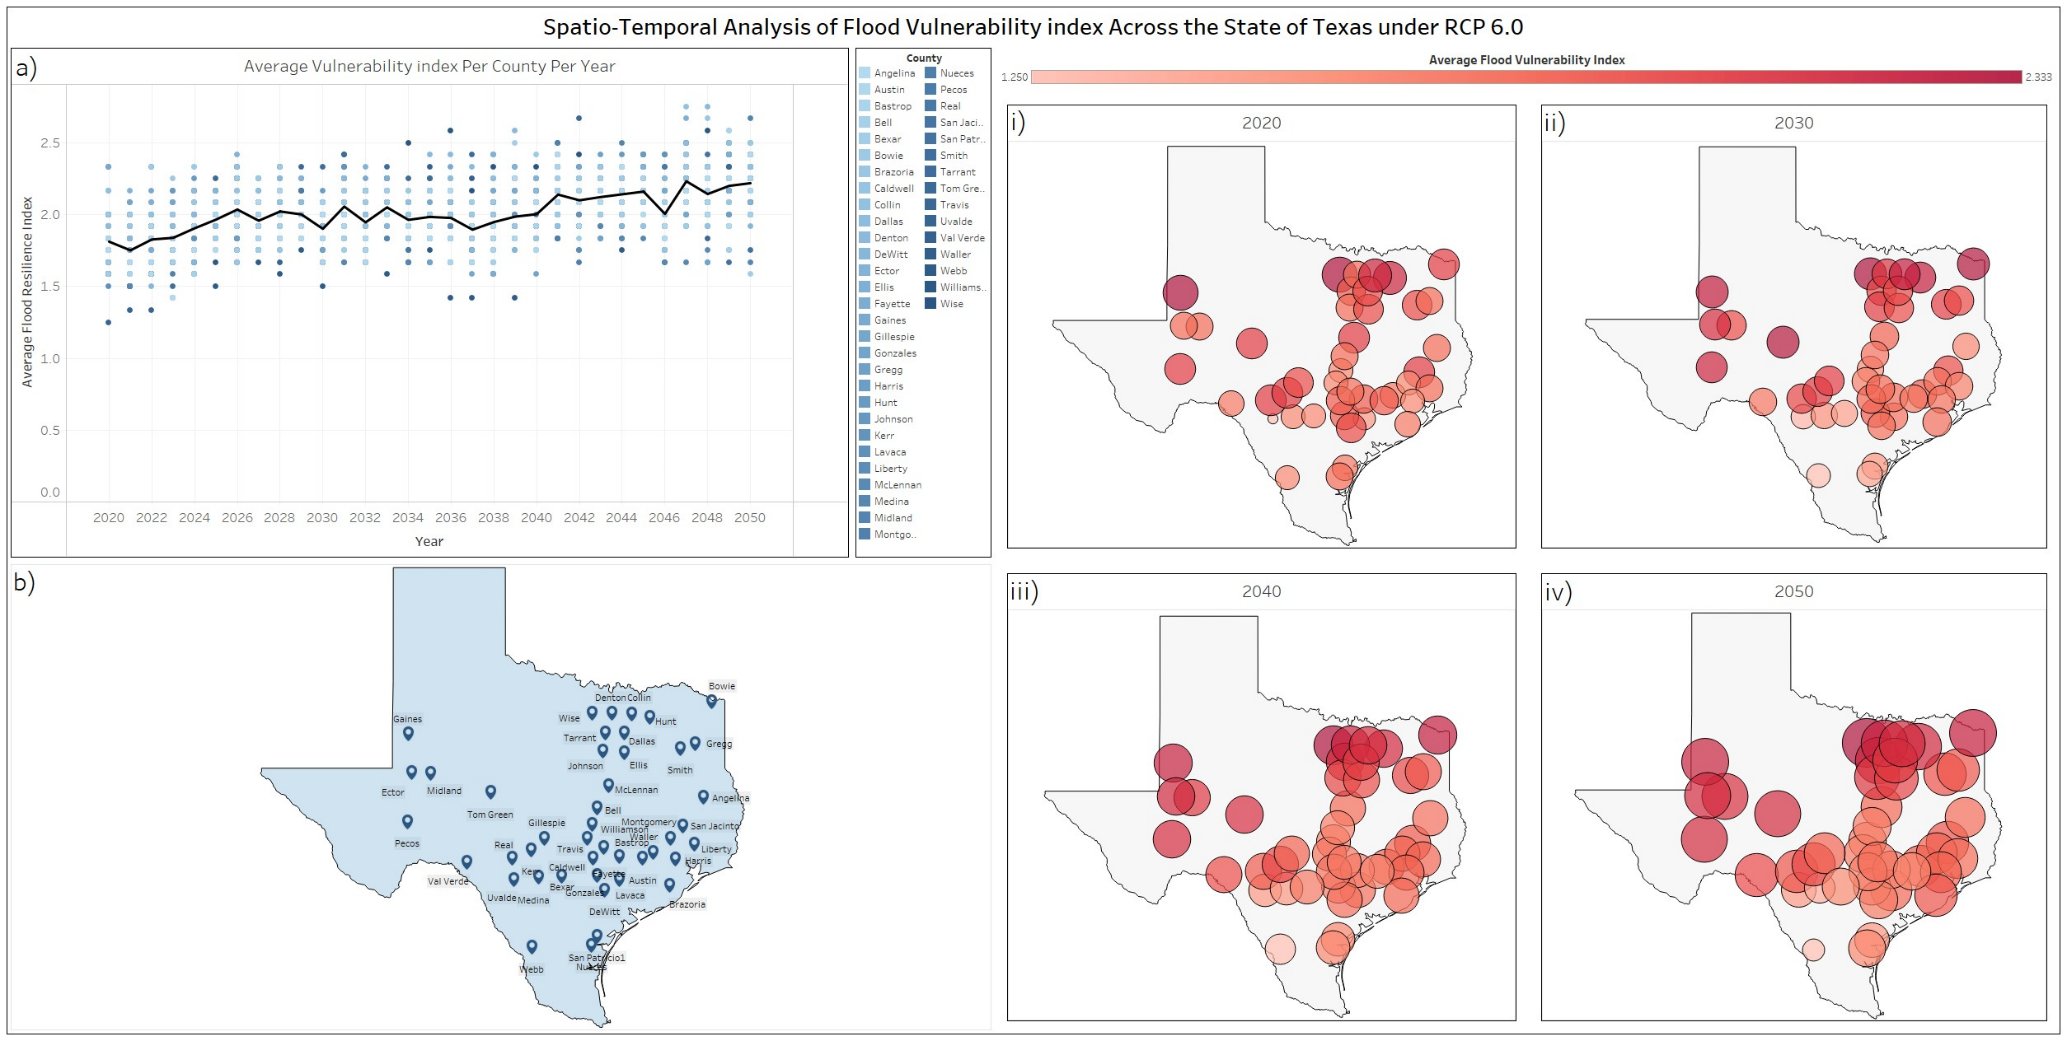 Spatio-Temporal Analysis of Flood Vulnerability index Across the State of Texas under RCP 6.0
a)
Average Vulnerability index Per County Per Year
Average Flood Resilience Index
2.5
2.0
1.5
1.0
0.5
0.0
2020 2022 2024 2026 2028 2030 2032 2034 2036 2038 2040 2042 2044 2046 2048 2050
Year
County
Angelina
Austin
Bastrop
Bell
Bexar
Bowie
Brazoria
Caldwell
Collin
Dallas
Denton
DeWitt
Ector
Ellis
Fayette
Gaines
Gillespie
Gonzales
Gregg
Harris
Hunt
Johnson
Kerr
Lavaca
Liberty
McLennan
Medina
Midland
Montgo..
Nueces
Pecos
Real
San Jaci..
San Patr..
Smith
Tarrant
Tom Gre..
Travis
Uvalde
Val Verde
Waller
Webb
Williams..
Wise
Average Flood Vulnerability Index
1.250
2.333
i)
2020
ii)
2030
b)
Bowie
Denton Collin
Wise
Hunt
Gaines
Tarrant
Dallas
Gregg
Johnson
Ellis
Smith
Ector
Midland
McLennan
Angelina
Tom Green
Bell
Gillespie
Montgomery
San Jacinto
Williamson
Waller
Pecos
Real
Travis
Bastrop
Liberty
Harris
Val Verde
Kerr
Caldwell
Fayette
Bexar
Austin
Uvalde
Medina
Gonzales
Lavaca
Brazoria
DeWitt
San Patricio1
Nueces
Webb
iii)
2040
iv)
2050